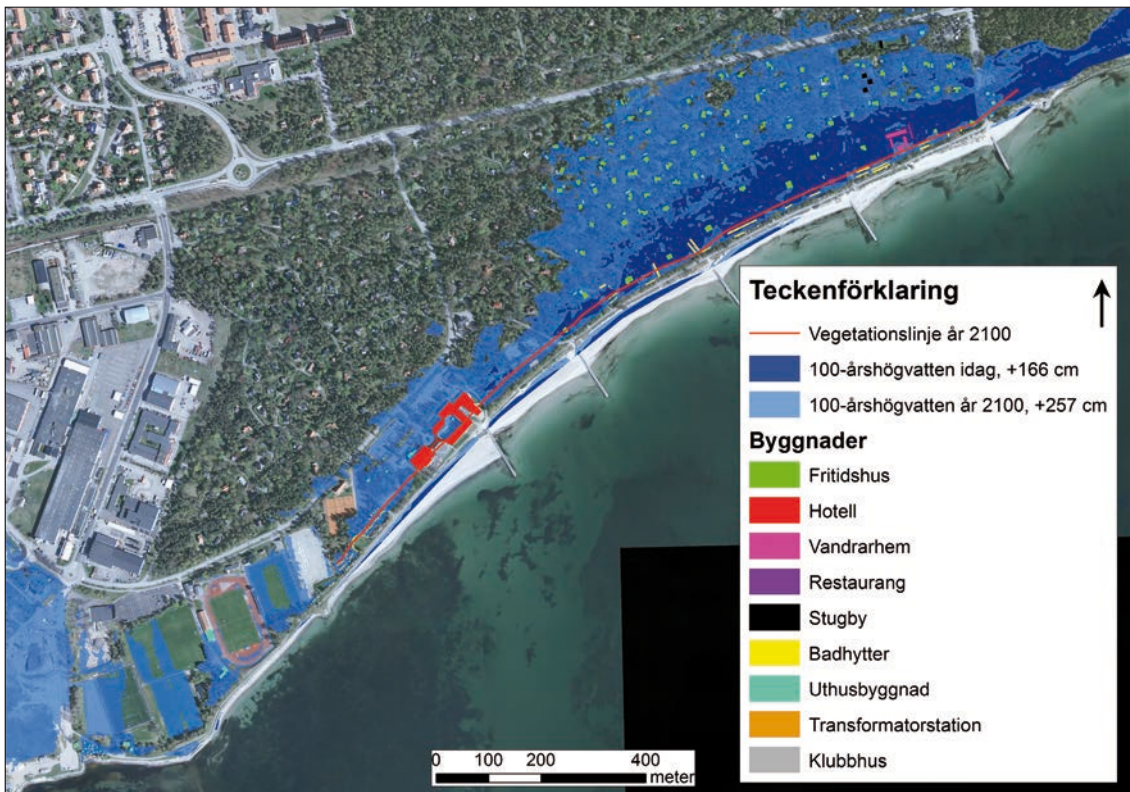 Teckenförklaring
Vegetationslinje år 2100
100-årshögvatten idag, +166 cm
100-årshögvatten år 2100, +257 cm
Byggnader
Fritidshus
Hotell
Vandrarhem
Restaurang
Stugby
Badhytter
Uthusbyggnad
Transformatorstation
Klubbhus
0 100 200 400
meter